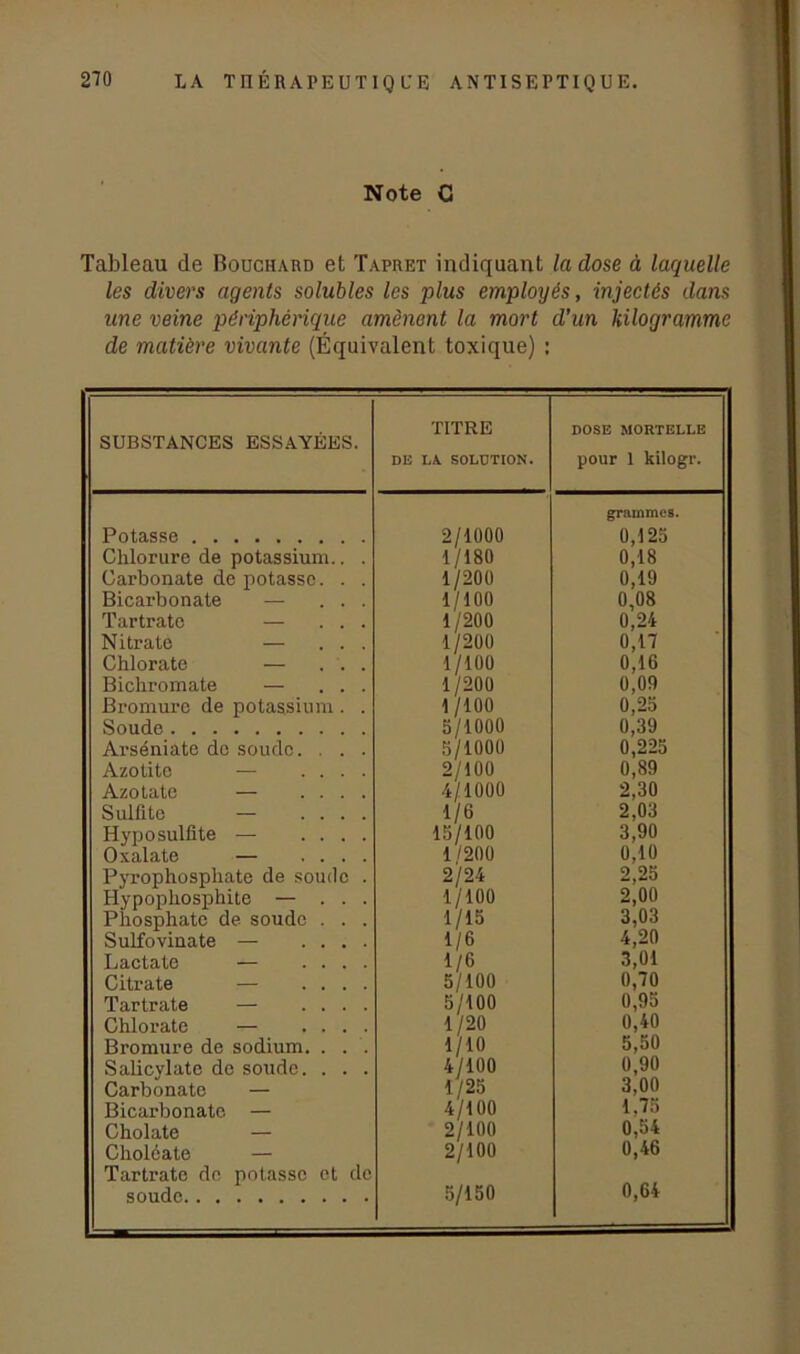 270 LA THÉRAPEUTIQUE ANTISEPTIQUE.
Note C
Tableau de BOUCHARD et TAPRET indiquant la dose à laquelle
les divers agents solubles les plus employés, injectés dans
une veine périphérique amènent la mort d'un kilogramme
de matière vivante (Équivalent toxique) :
SUBSTANCES ESSAYÉES. TITRE DE LA SOLUTION. DOSE MORTELLE pour 1 kilogr.
grammes.
Potasse . . . . . . . . . 2/1000 0,125
Chlorure de potassium.. . 1/180 0,18
Carbonate de potasse. . . 1/200 0,19
Bicarbonate — . . . 1/100 0,08
Tartrate — . . . 1/200 0,24
Nitrate — . . . 1/200 0,17
Chlorate — . . . 1/100 0,16
Bichromate — . . . 1/200 0,09
Bromure de potassium . . 1/100 0,25
Soude . . . . . . . . . . 5/1000 0,39
Arséniate de soude. . . . 5/1000 0,225
Azotite — . . . . 2/100 0,89
Azotate — . . . . 4/1000 2,30
Sulfite — . . . . 1/6 2,03
Hyposulfite — . . . . 15/100 3,90
Oxalate — . . . . 1/200 0,10
Pyrophosphate de soude . 2/24 2,25
Hypophosphite — . . . 1/100 2,00
Phosphate de soude . . . 1/15 3,03
Sulfovinate — . . . . 1/6 4,20
Lactate — . . . . 1/6 3,01
Citrate — . . . . 5/100 0,70
Tartrate — . . . . 5/100 0,95
Chlorate — . . . . 1/20 0,40
Bromure de sodium. . . . 1/10 5,50
Salicylate de soude. . . . 4/100 0,90
Carbonate — 1/25 3,00
Bicarbonate — 4/100 1,75
Cholate — 2/100 0,54
Choléate — 2/100 0,46
Tartrate de potasse et de
soude.. . . . . . . . . 5/150 0,64